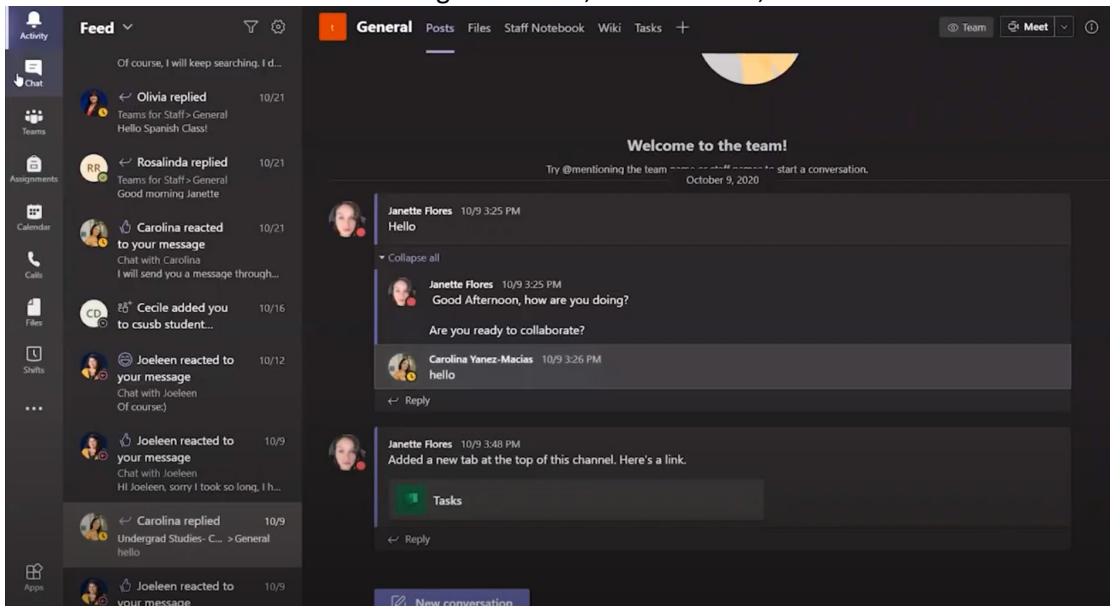 Activity
Chat
Teams
Assignments
Calendar
Calls
Files
Shifts
Apps
Feed
Of course, I will keep searching. I d...
Olivia replied 10/21
Teams for Staff > General
Hello Spanish Class!
RR
Rosalinda replied 10/21
Teams for Staff > General
Good morning Janette
Carolina reacted 10/21
to your message
Chat with Carolina
I will send you a message through...
CD
Cecile added you 10/16
to csusb student...
Joeleen reacted to 10/12
your message
Chat with Joeleen
Of course:)
Joeleen reacted to 10/9
your message
Chat with Joeleen
HI Joeleen, sorry I took so long, I h...
Carolina replied 10/9
Undergrad Studies- C... > General
hello
Joeleen reacted to 10/9
your message
t General Posts Files Staff Notebook Wiki Tasks +
Team Meet
Welcome to the team!
Try @mentioning the team to start a conversation.
October 9, 2020
Janette Flores 10/9 3:25 PM
Hello
Collapse all
Janette Flores 10/9 3:25 PM
Good Afternoon, how are you doing?
Are you ready to collaborate?
Carolina Yanez-Macias 10/9 3:26 PM
hello
Reply
Janette Flores 10/9 3:48 PM
Added a new tab at the top of this channel. Here's a link.
Tasks
Reply
New conversation